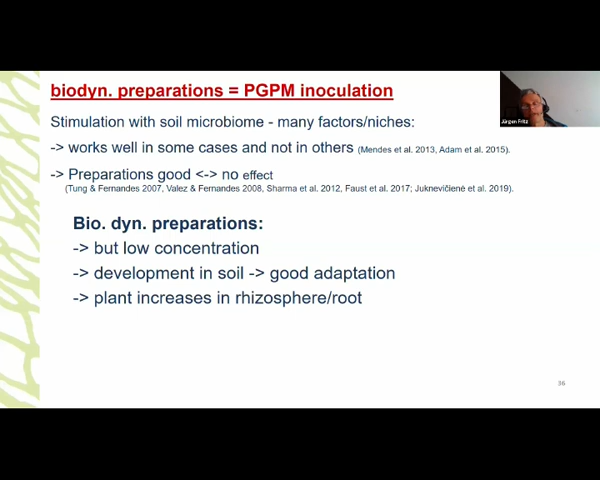 biodyn. preparations = PGPM inoculation
Jürgen Fritz
Stimulation with soil microbiome - many factors/niches:
-> works well in some cases and not in others (Mendes et al. 2013, Adam et al. 2015).
-> Preparations good <-> no effect
(Tung & Fernandes 2007, Valez & Fernandes 2008, Sharma et al. 2012, Faust et al. 2017; Juknevičienė et al. 2019).
Bio. dyn. preparations:
-> but low concentration
-> development in soil -> good adaptation
-> plant increases in rhizosphere/root
36